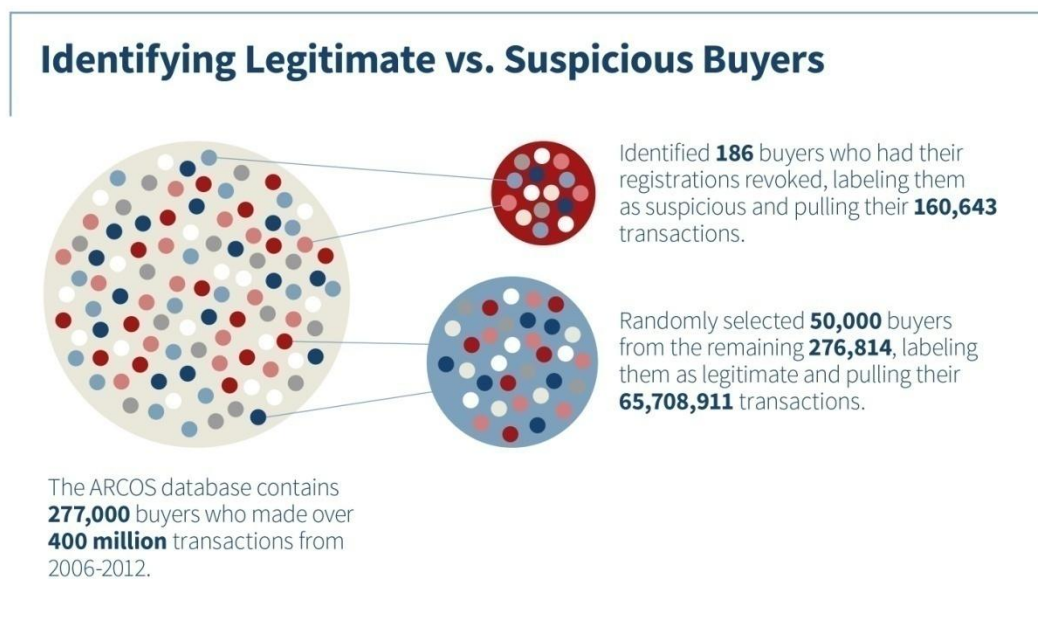 Identifying Legitimate vs. Suspicious Buyers
Identified 186 buyers who had their
registrations revoked, labeling them
as suspicious and pulling their 160,643
transactions.
Randomly selected 50,000 buyers
from the remaining 276,814, labeling
them as legitimate and pulling their
65,708,911 transactions.
The ARCOS database contains
277,000 buyers who made over
400 million transactions from
2006-2012.